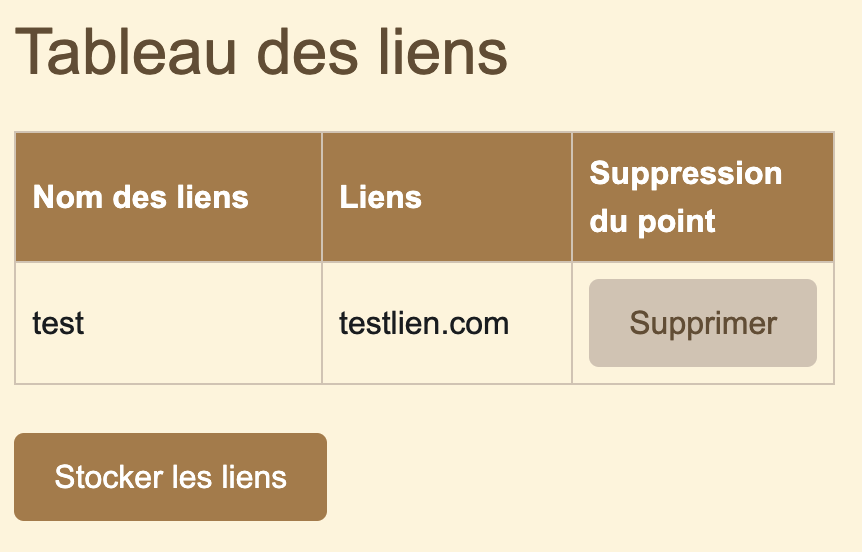 Tableau des liens
Nom des liens
Liens
Suppression
du point
test
testlien.com
Supprimer
Stocker les liens